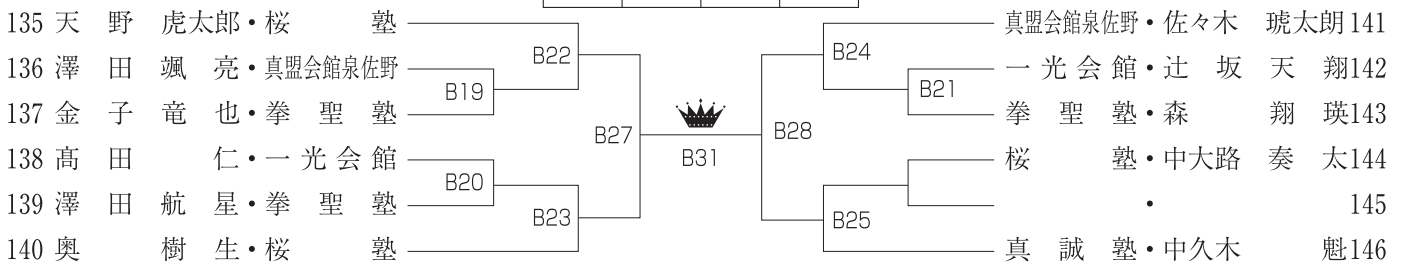 135 天野 虎太郎・桜塾
136 澤田颯亮・真盟会館泉佐野
137 金子竜也・拳聖塾
138 髙田 仁・一光会館
139 澤田航星・拳聖塾
140 奥 樹生・桜塾
B22
B19
B20
B23
B27
B31
B28
B24
B21
B25
真盟会館泉佐野・佐々木 琥太朗 141
一光会館・辻坂天翔 142
拳聖塾・森 翔瑛 143
桜塾・中大路 奏太 144
・ 145
真誠塾・中久木 魁 146